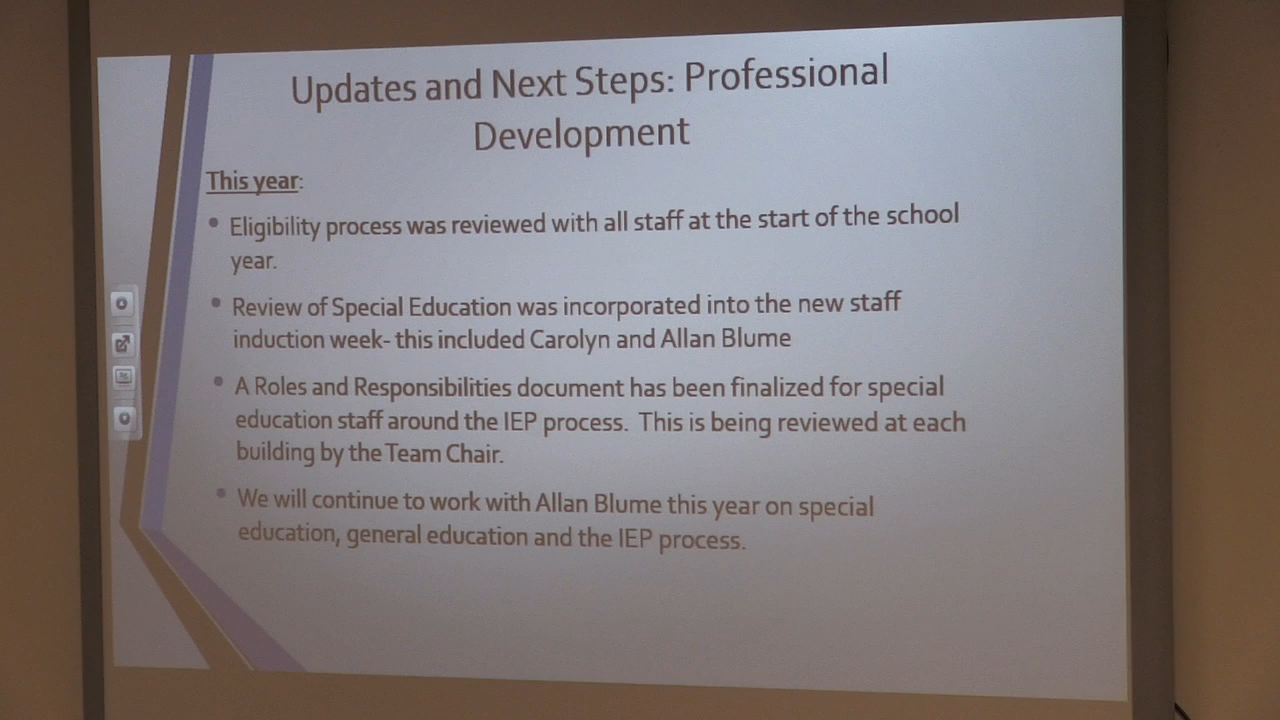 Updates and Next Steps: Professional
Development
This year:
• Eligibility process was reviewed with all staff at the start of the school
year.
• Review of Special Education was incorporated into the new staff
induction week- this included Carolyn and Allan Blume
• A Roles and Responsibilities document has been finalized for special
education staff around the IEP process.  This is being reviewed at each
building by the Team Chair.
• We will continue to work with Allan Blume this year on special
education, general education and the IEP process.